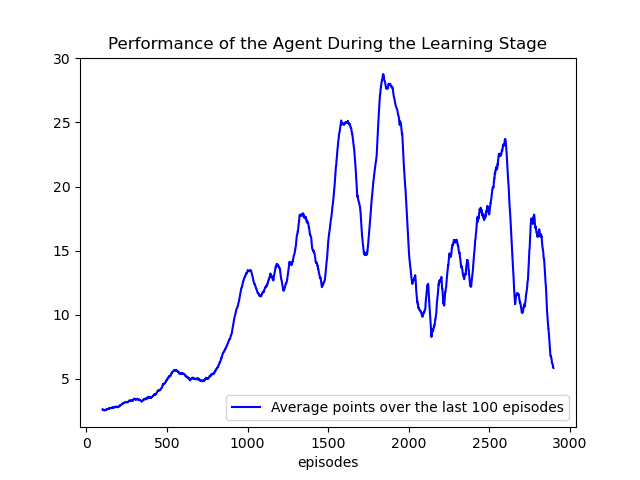 Performance of the Agent During the Learning Stage
30
25
20
15
10
5
Average points over the last 100 episodes
0 500 1000 1500 2000 2500 3000
episodes